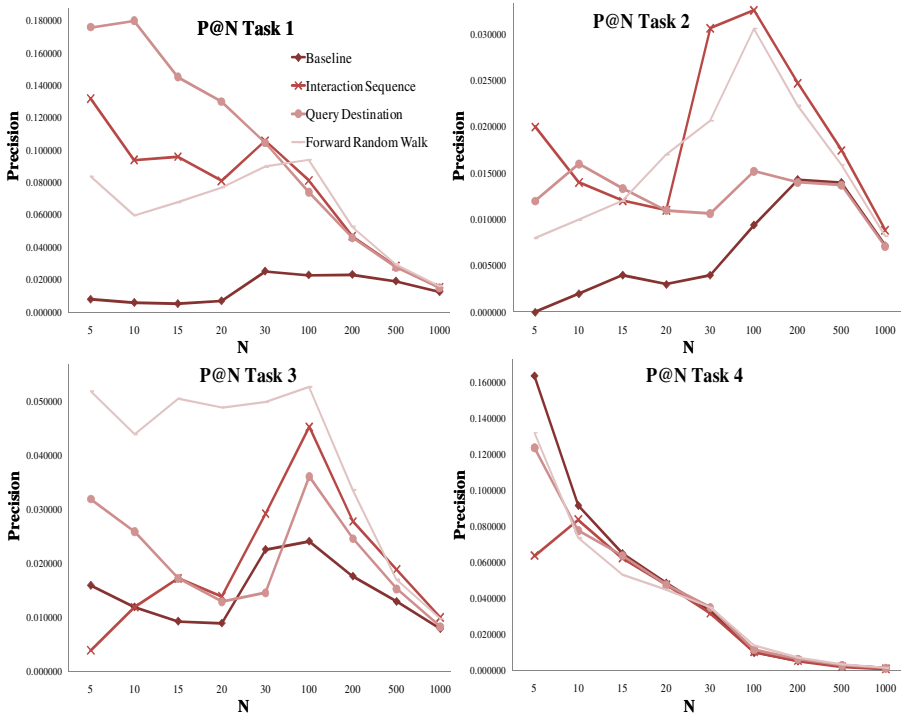 P@N Task 1
0.180000
0.160000
0.140000
0.120000
0.100000
0.080000
0.060000
0.040000
0.020000
0.000000
Precision
Baseline
Interaction Sequence
Query Destination
Forward Random Walk
5 10 15 20 30 100 200 500 1000
N
P@N Task 2
0.030000
0.025000
0.020000
0.015000
0.010000
0.005000
0.000000
Precision
5 10 15 20 30 100 200 500 1000
N
P@N Task 3
0.050000
0.040000
0.030000
0.020000
0.010000
0.000000
Precision
5 10 15 20 30 100 200 500 1000
N
P@N Task 4
0.160000
0.140000
0.120000
0.100000
0.080000
0.060000
0.040000
0.020000
0.000000
Precision
5 10 15 20 30 100 200 500 1000
N